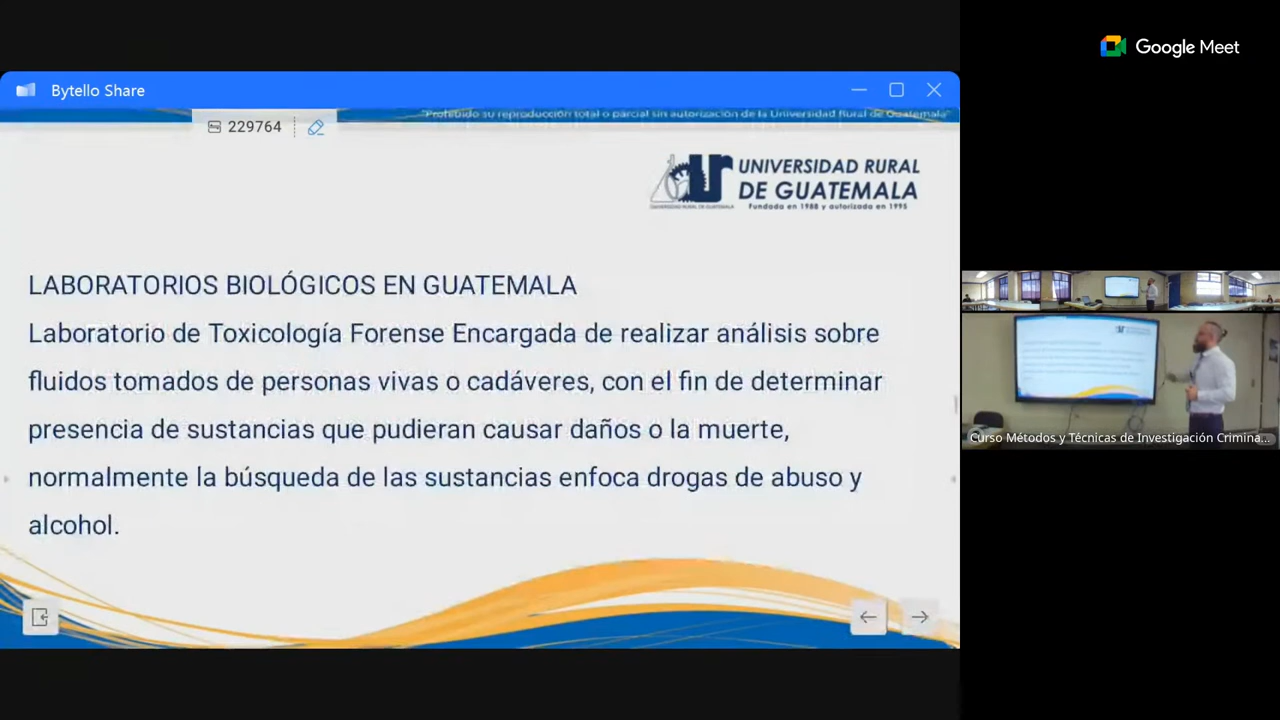 Google Meet
Bytello Share
"Prohibido su reproducción total o parcial sin autorización de la Universidad Rural de Guatemala"
229764
UNIVERSIDAD RURAL
DE GUATEMALA
Fundada en 1988 y autorizada en 1995
LABORATORIOS BIOLÓGICOS EN GUATEMALA
Laboratorio de Toxicología Forense Encargada de realizar análisis sobre
fluidos tomados de personas vivas o cadáveres, con el fin de determinar
presencia de sustancias que pudieran causar daños o la muerte,
normalmente la búsqueda de las sustancias enfoca drogas de abuso y
alcohol.
Curso Métodos y Técnicas de Investigación Crimina...